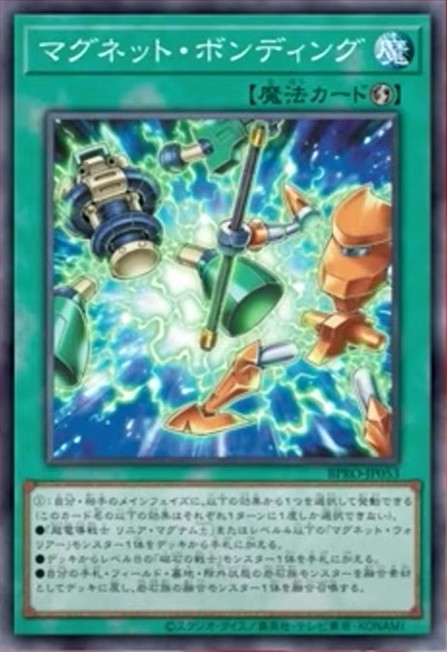 マグネット・ボンディング
魔
【魔法カード】
BPRO-JP053
①：自分・相手のメインフェイズに、以下の効果から1つを選択して発動できる
（このカード名の以下の効果はそれぞれ1ターンに1度しか選択できない）。
●「超電導戦士 リニア・マグナム±」またはレベル4以下の「マグネット・ウォ
リアー」モンスター1体をデッキから手札に加える。
●デッキからレベル8の「磁石の戦士」モンスター1体を手札に加える。
●自分の手札・フィールド・墓地・除外状態の岩石族モンスターを融合素材
としてデッキに戻し、岩石族の融合モンスター1体を融合召喚する。
©スタジオ・ダイス／集英社・テレビ東京・KONAMI